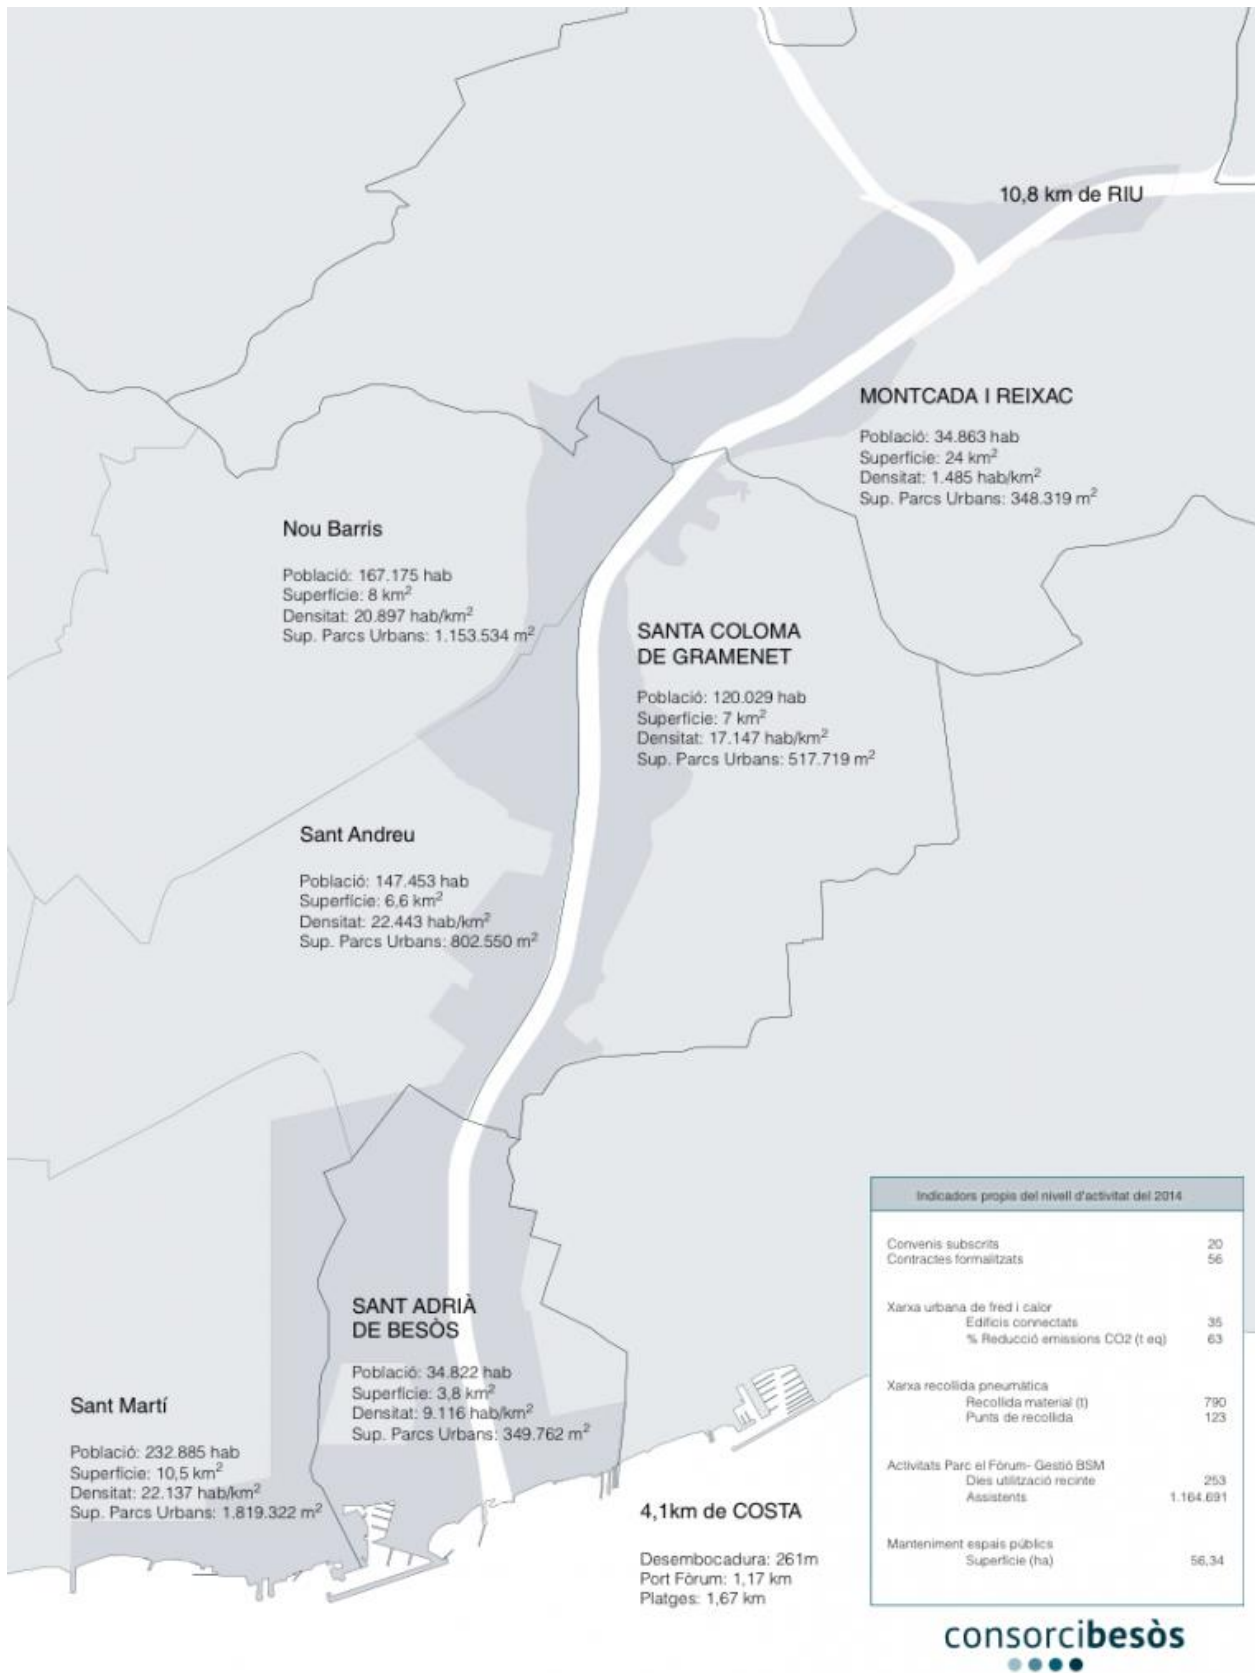 10,8 km de RIU
MONTCADA I REIXAC
Població: 34.863 hab
Superfície: 24 km²
Densitat: 1.485 hab/km²
Sup. Parcs Urbans: 348.319 m²
Nou Barris
Població: 167.175 hab
Superfície: 8 km²
Densitat: 20.897 hab/km²
Sup. Parcs Urbans: 1.153.534 m²
SANTA COLOMA
DE GRAMENET
Població: 120.029 hab
Superfície: 7 km²
Densitat: 17.147 hab/km²
Sup. Parcs Urbans: 517.719 m²
Sant Andreu
Població: 147.453 hab
Superfície: 6,6 km²
Densitat: 22.443 hab/km²
Sup. Parcs Urbans: 802.550 m²
SANT ADRIÀ
DE BESÒS
Població: 34.822 hab
Superfície: 3,8 km²
Densitat: 9.116 hab/km²
Sup. Parcs Urbans: 349.762 m²
Sant Martí
Població: 232.885 hab
Superfície: 10,5 km²
Densitat: 22.137 hab/km²
Sup. Parcs Urbans: 1.819.322 m²
4,1km de COSTA
Desembocadura: 261m
Port Fòrum: 1,17 km
Platges: 1,67 km
Indicadors propis del nivell d'activitat del 2014
Convenis subscrits 20
Contractes formalitzats 56
Xarxa urbana de fred i calor
Edificis connectats 35
% Reducció emissions CO2 (t eq) 63
Xarxa recollida pneumàtica
Recollida material (t) 790
Punts de recollida 123
Activitats Parc el Fòrum- Gestió BSM
Dies utilització recinte 253
Assistents 1.164.691
Manteniment espais públics
Superfície (ha) 56,34
consorcibesòs